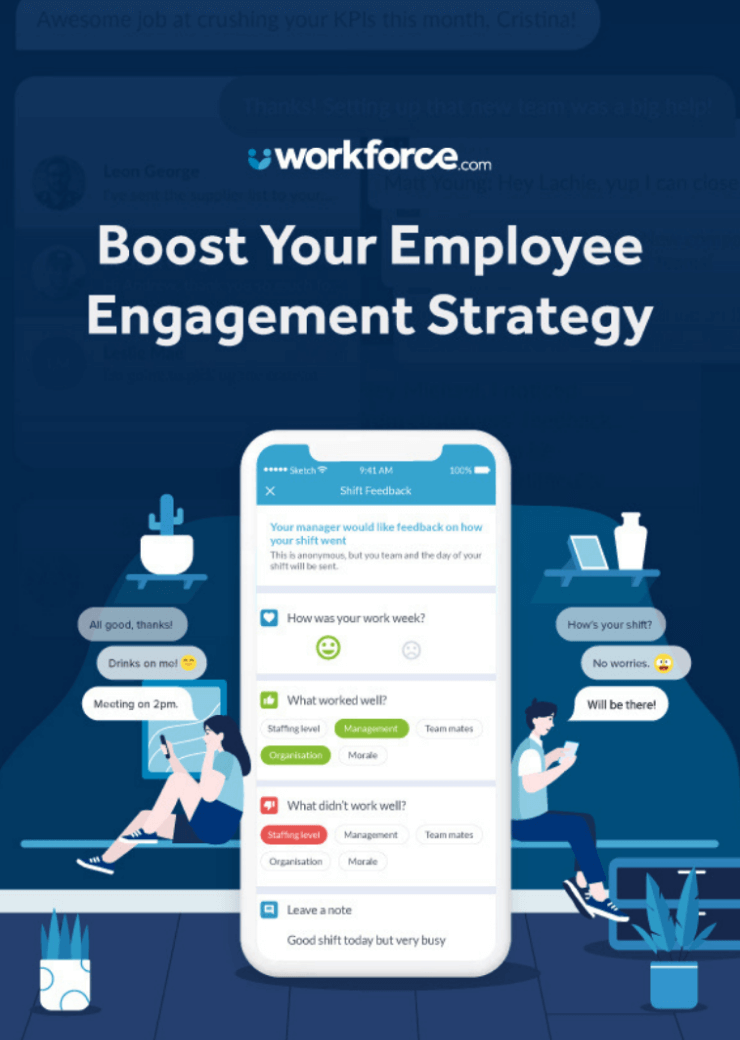 Awesome job at crushing your KPIs this month, Cristina!
Thanks! Setting up that new team was a big help!
workforce.com
Leon George
Matt Young: Hey Lachie, yup I can close
Boost Your Employee
Engagement Strategy
Sketch 9:41 AM 100%
Shift Feedback
Your manager would like feedback on how
your shift went
This is anonymous, but you team and the day of your
shift will be sent.
How was your work week?
What worked well?
Staffing level Management Team mates
Organisation Morale
What didn't work well?
Staffing level Management Team mates
Organisation Morale
Leave a note
Good shift today but very busy
All good, thanks!
Drinks on me!
Meeting on 2pm.
How's your shift?
No worries.
Will be there!